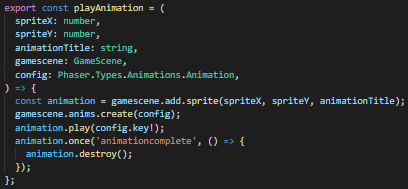 export const playAnimation = (
  spriteX: number,
  spriteY: number,
  animationTitle: string,
  gamescene: GameScene,
  config: Phaser.Types.Animations.Animation,
) => {
  const animation = gamescene.add.sprite(spriteX, spriteY, animationTitle);
  gamescene.anims.create(config);
  animation.play(config.key!);
  animation.once('animationcomplete', () => {
    animation.destroy();
  });
};